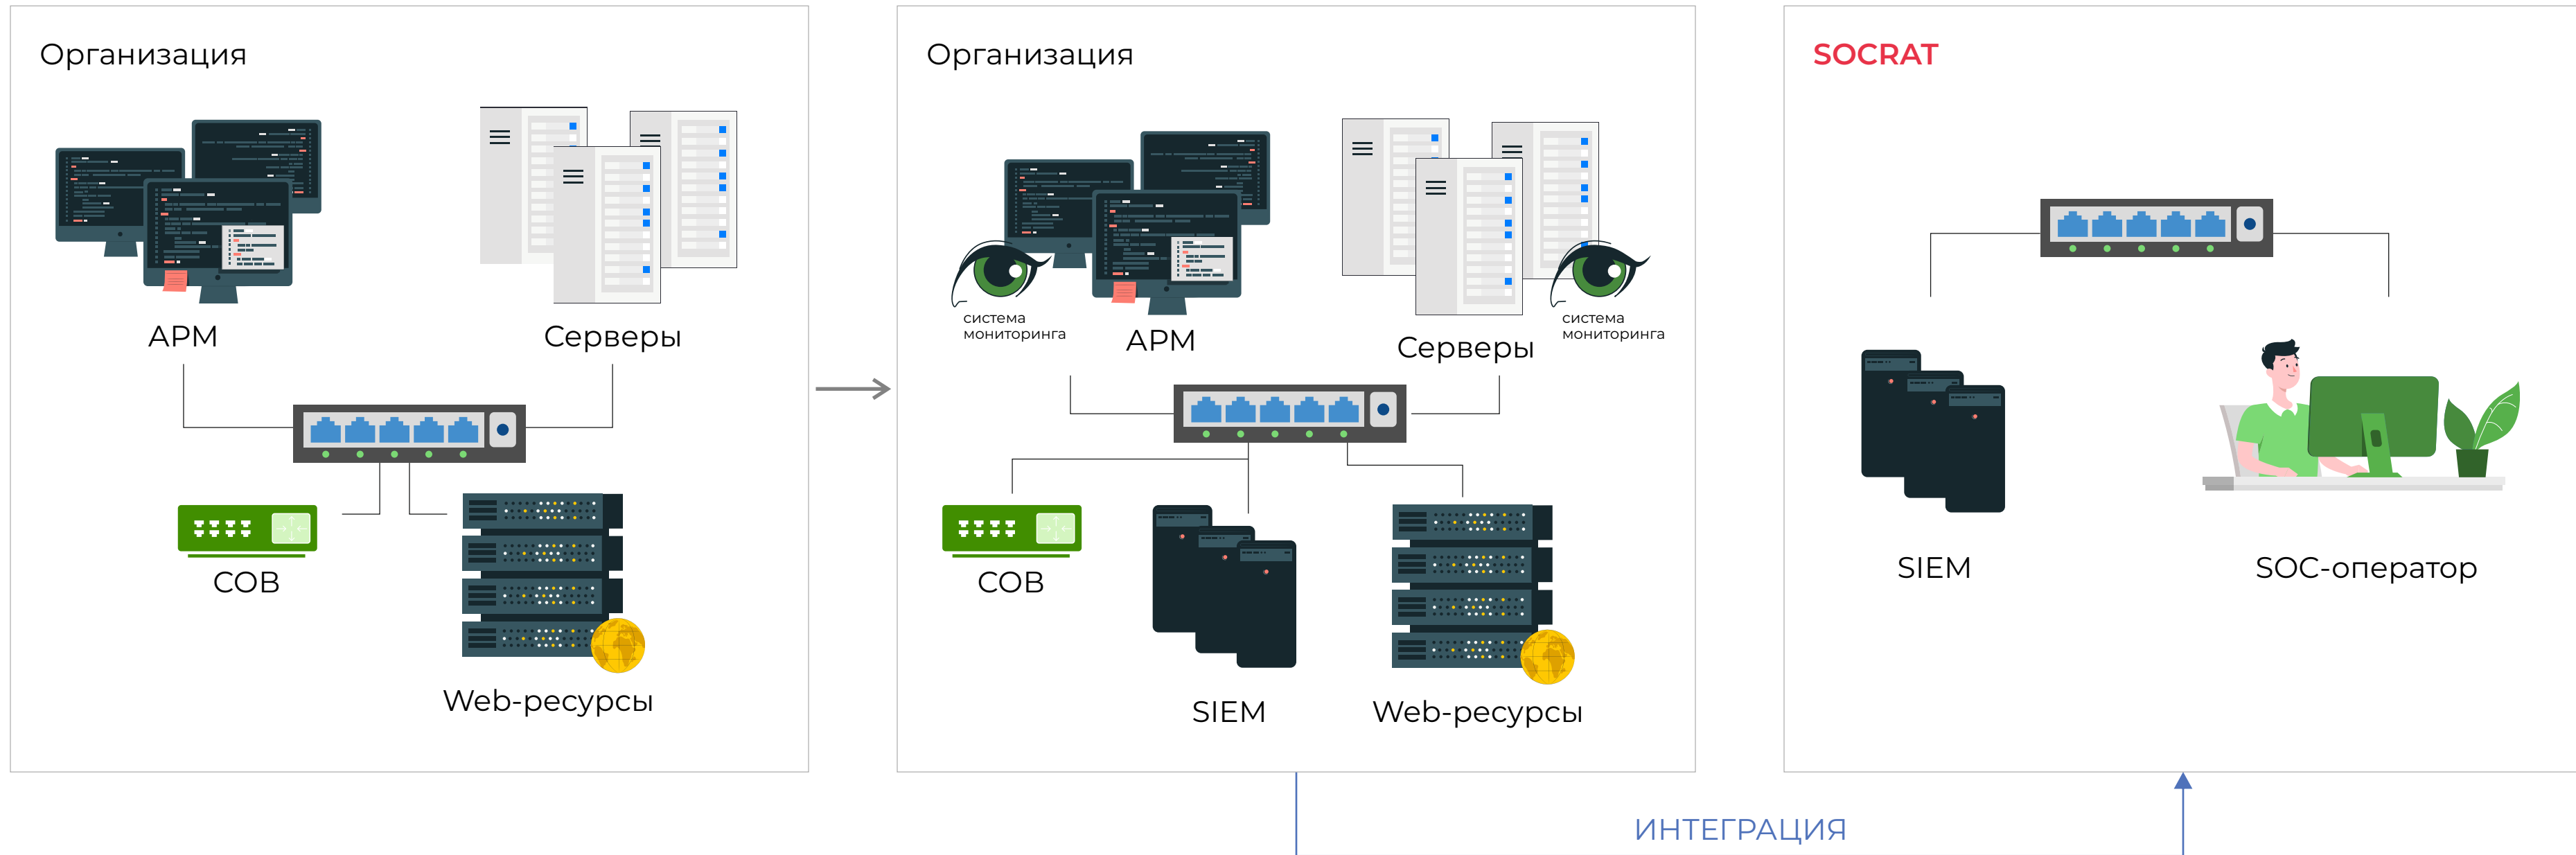 Организация
АРМ
Серверы
СОВ
Web-ресурсы
Организация
система
мониторинга
АРМ
Серверы
система
мониторинга
СОВ
SIEM
Web-ресурсы
SOCRAT
SIEM
SOC-оператор
ИНТЕГРАЦИЯ